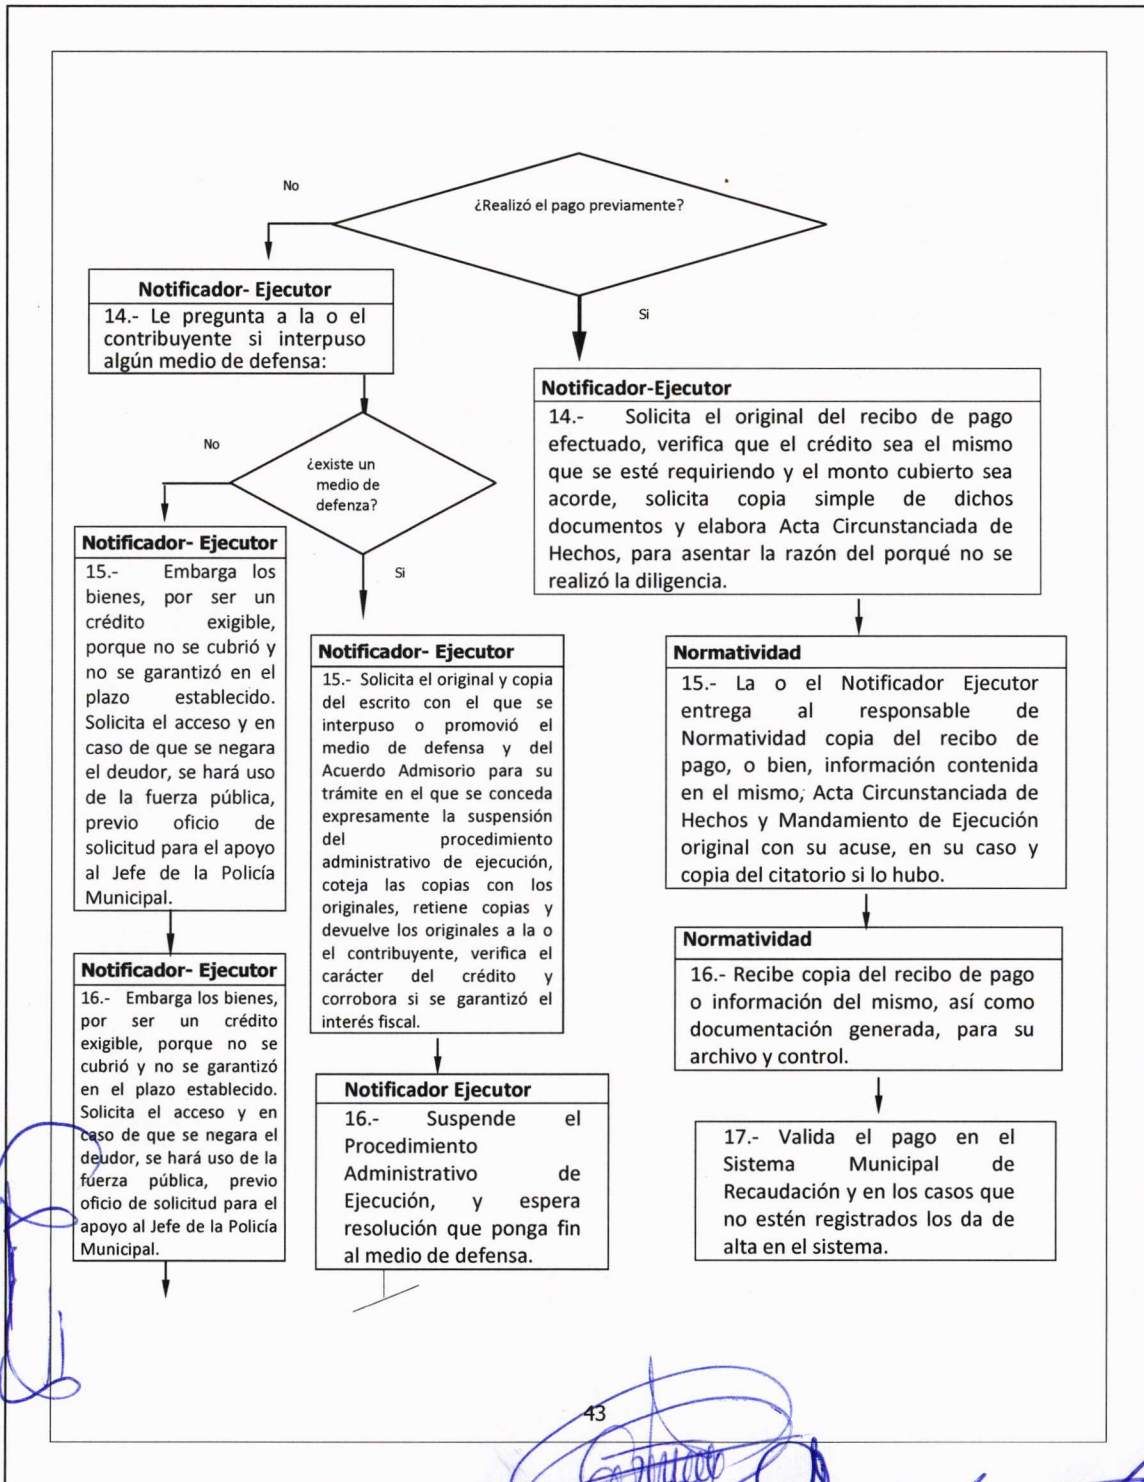 ¿Realizó el pago previamente?
No
Si
Notificador- Ejecutor
14.- Le pregunta a la o el
contribuyente si interpuso
algún medio de defensa:
¿existe un
medio de
defenza?
No
Si
Notificador- Ejecutor
15.- Embarga los
bienes, por ser un
crédito exigible,
porque no se cubrió y
no se garantizó en el
plazo establecido.
Solicita el acceso y en
caso de que se negara
el deudor, se hará uso
de la fuerza pública,
previo oficio de
solicitud para el apoyo
al Jefe de la Policía
Municipal.
Notificador- Ejecutor
16.- Embarga los bienes,
por ser un crédito
exigible, porque no se
cubrió y no se garantizó
en el plazo establecido.
Solicita el acceso y en
caso de que se negara el
deudor, se hará uso de la
fuerza pública, previo
oficio de solicitud para el
apoyo al Jefe de la Policía
Municipal.
Notificador- Ejecutor
15.- Solicita el original y copia
del escrito con el que se
interpuso o promovió el
medio de defensa y del
Acuerdo Admisorio para su
trámite en el que se conceda
expresamente la suspensión
del procedimiento
administrativo de ejecución,
coteja las copias con los
originales, retiene copias y
devuelve los originales a la o
el contribuyente, verifica el
carácter del crédito y
corrobora si se garantizó el
interés fiscal.
Notificador Ejecutor
16.- Suspende el
Procedimiento
Administrativo de
Ejecución, y espera
resolución que ponga fin
al medio de defensa.
Notificador-Ejecutor
14.- Solicita el original del recibo de pago
efectuado, verifica que el crédito sea el mismo
que se esté requiriendo y el monto cubierto sea
acorde, solicita copia simple de dichos
documentos y elabora Acta Circunstanciada de
Hechos, para asentar la razón del porqué no se
realizó la diligencia.
Normatividad
15.- La o el Notificador Ejecutor
entrega al responsable de
Normatividad copia del recibo de
pago, o bien, información contenida
en el mismo, Acta Circunstanciada de
Hechos y Mandamiento de Ejecución
original con su acuse, en su caso y
copia del citatorio si lo hubo.
Normatividad
16.- Recibe copia del recibo de pago
o información del mismo, así como
documentación generada, para su
archivo y control.
17.- Valida el pago en el
Sistema Municipal de
Recaudación y en los casos que
no estén registrados los da de
alta en el sistema.
43